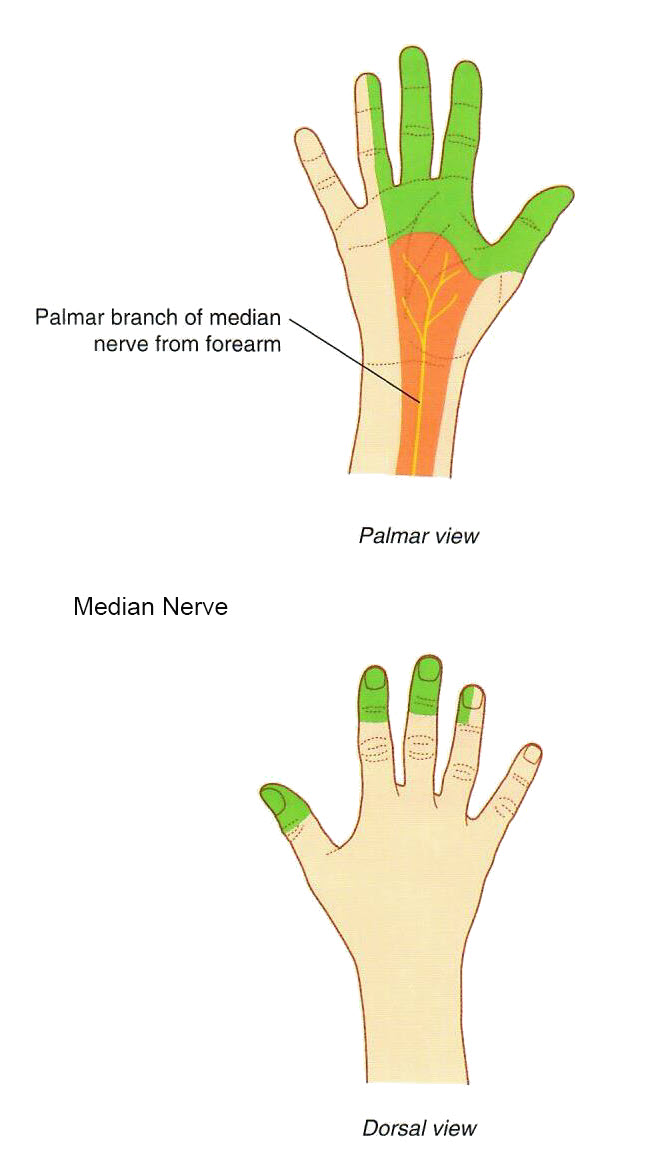 Palmar branch of median
nerve from forearm
Palmar view
Median Nerve
Dorsal view